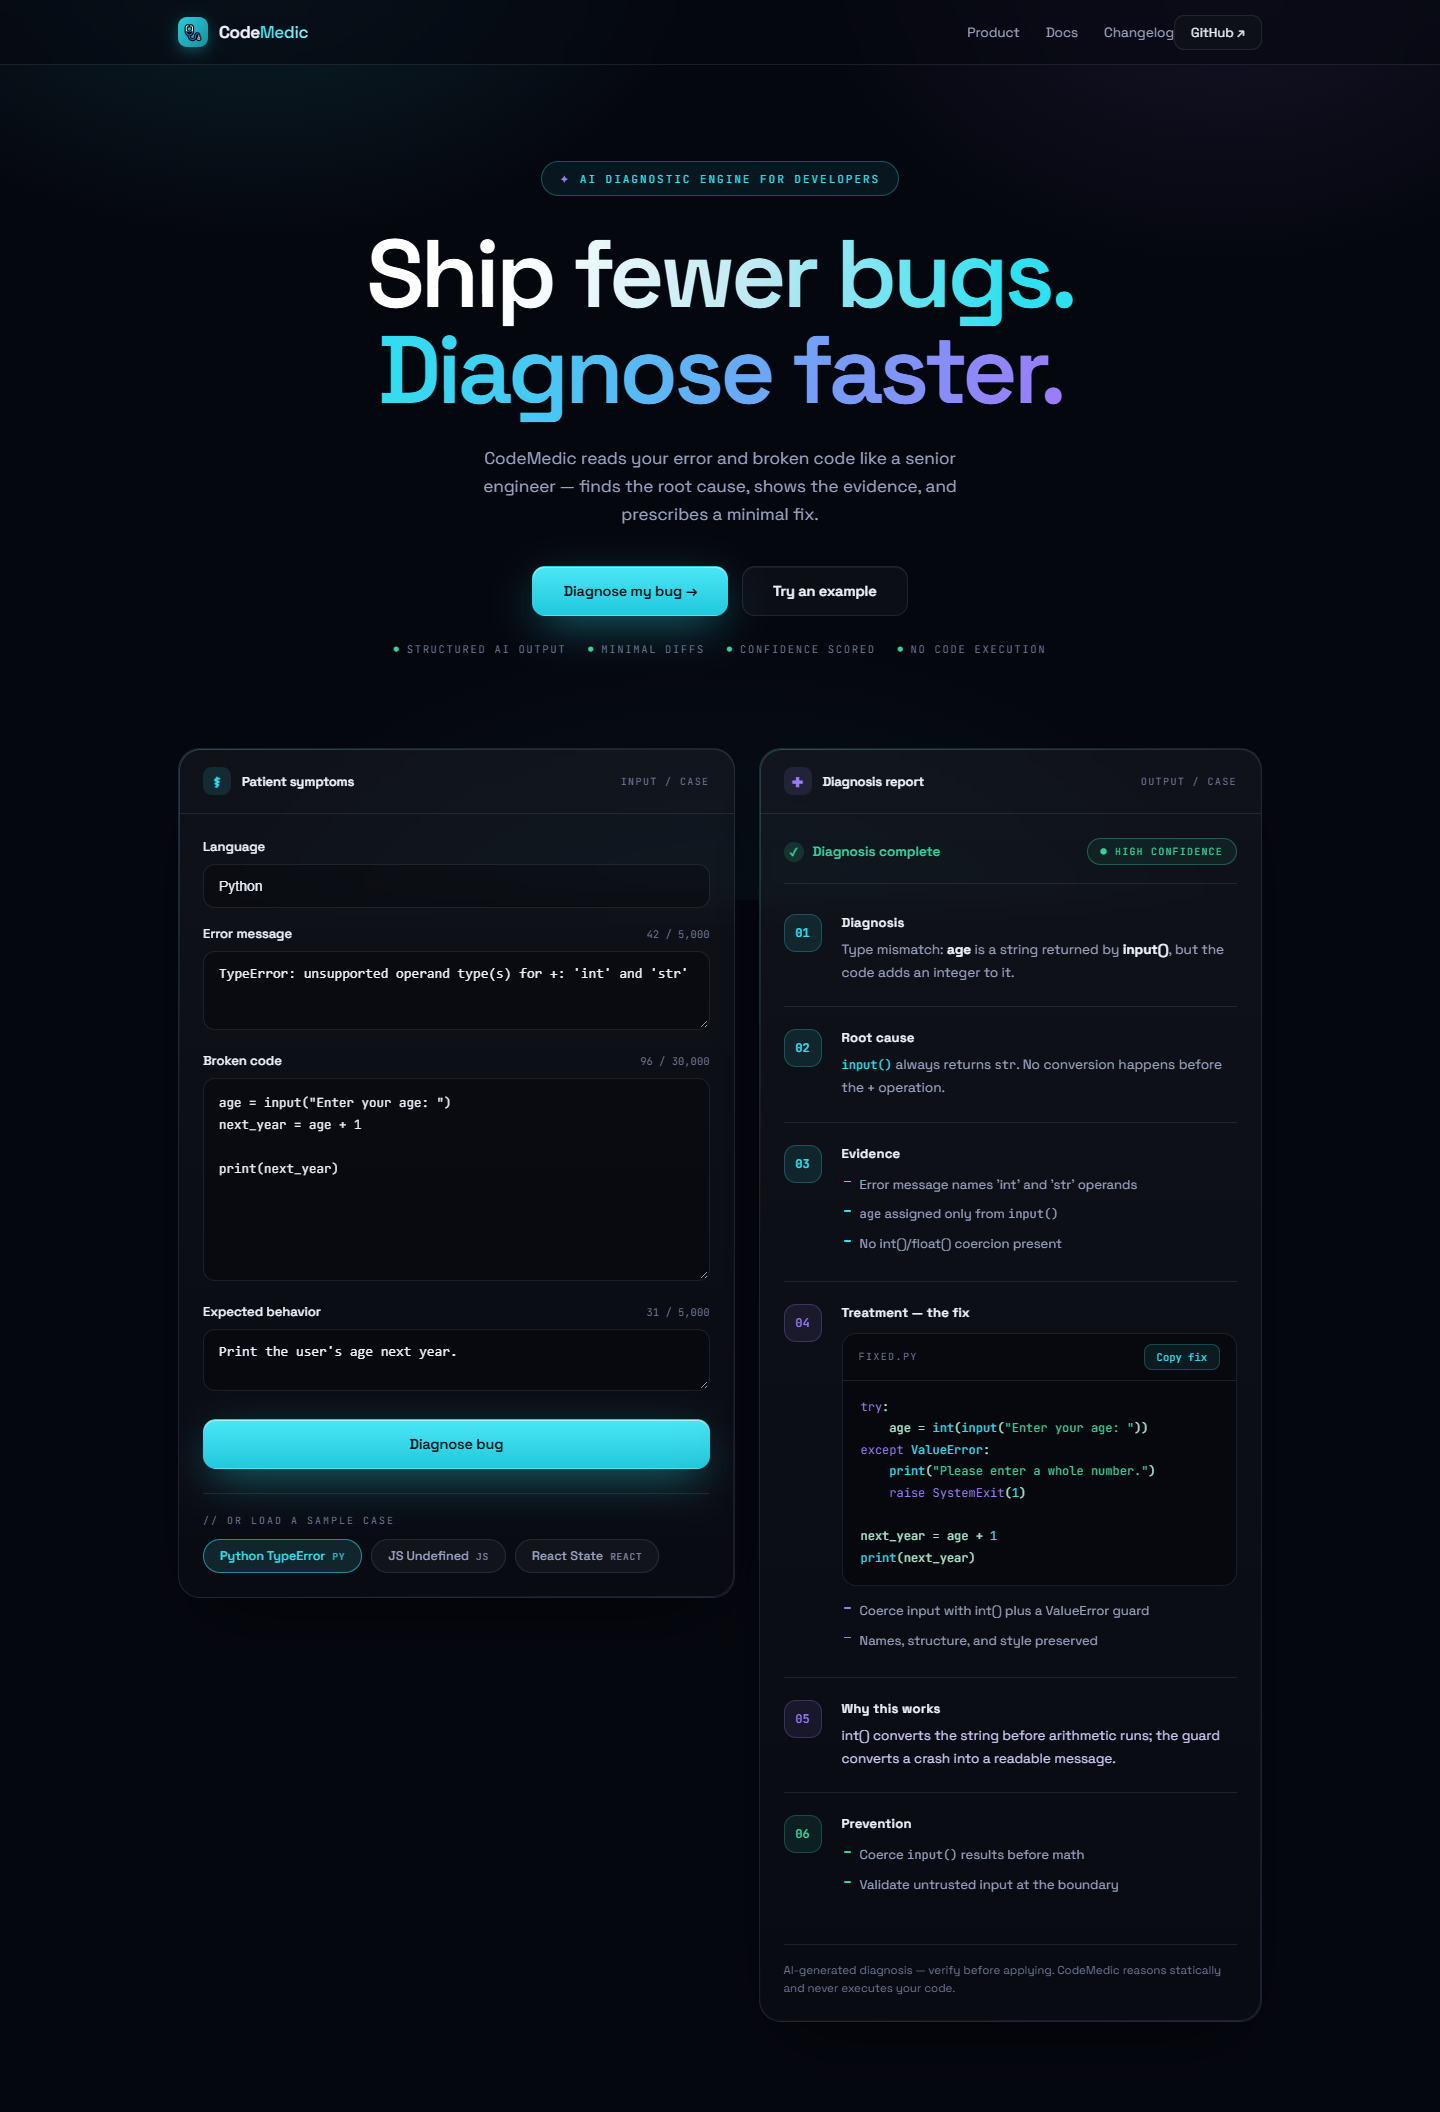 CodeMedic
Product Docs Changelog GitHub ↗
✦ AI DIAGNOSTIC ENGINE FOR DEVELOPERS
Ship fewer bugs.
Diagnose faster.
CodeMedic reads your error and broken code like a senior
engineer — finds the root cause, shows the evidence, and
prescribes a minimal fix.
Diagnose my bug →
Try an example
STRUCTURED AI OUTPUT
MINIMAL DIFFS
CONFIDENCE SCORED
NO CODE EXECUTION
Patient symptoms
INPUT / CASE
Language
Python
Error message
42 / 5,000
TypeError: unsupported operand type(s) for +: 'int' and 'str'
Broken code
96 / 30,000
age = input("Enter your age: ")
next_year = age + 1
print(next_year)
Expected behavior
31 / 5,000
Print the user's age next year.
Diagnose bug
// OR LOAD A SAMPLE CASE
Python TypeError PY
JS Undefined JS
React State REACT
Diagnosis report
OUTPUT / CASE
✓ Diagnosis complete
HIGH CONFIDENCE
01
Diagnosis
Type mismatch: age is a string returned by input(), but the
code adds an integer to it.
02
Root cause
input() always returns str. No conversion happens before
the + operation.
03
Evidence
– Error message names 'int' and 'str' operands
– age assigned only from input()
– No int()/float() coercion present
04
Treatment — the fix
FIXED.PY
Copy fix
try:
    age = int(input("Enter your age: "))
except ValueError:
    print("Please enter a whole number.")
    raise SystemExit(1)
next_year = age + 1
print(next_year)
– Coerce input with int() plus a ValueError guard
– Names, structure, and style preserved
05
Why this works
int() converts the string before arithmetic runs; the guard
converts a crash into a readable message.
06
Prevention
– Coerce input() results before math
– Validate untrusted input at the boundary
AI-generated diagnosis — verify before applying. CodeMedic reasons statically
and never executes your code.